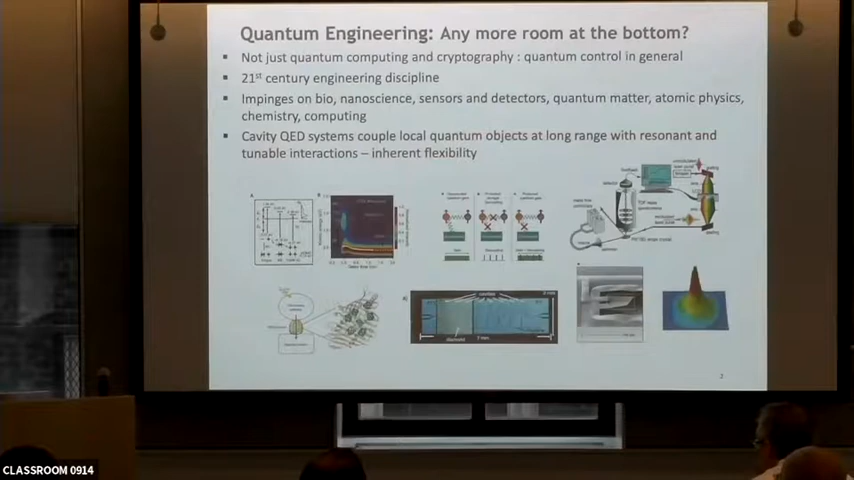 Quantum Engineering: Any more room at the bottom?
▪ Not just quantum computing and cryptography : quantum control in general
▪ 21st century engineering discipline
▪ Impinges on bio, nanoscience, sensors and detectors, quantum matter, atomic physics,
chemistry, computing
▪ Cavity QED systems couple local quantum objects at long range with resonant and
tunable interactions – inherent flexibility
2
CLASSROOM 0914